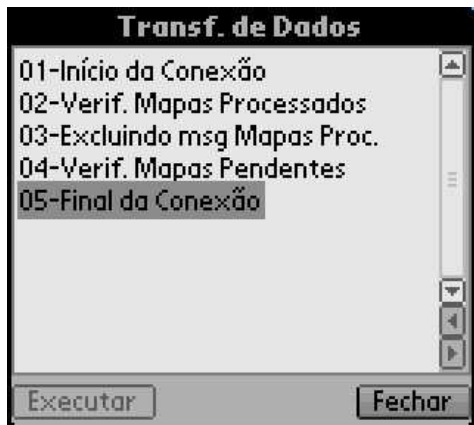 Transf. de Dados
01-Início da Conexão
02-Verif. Mapas Processados
03-Excluindo msg Mapas Proc.
04-Verif. Mapas Pendentes
05-Final da Conexão
Executar Fechar